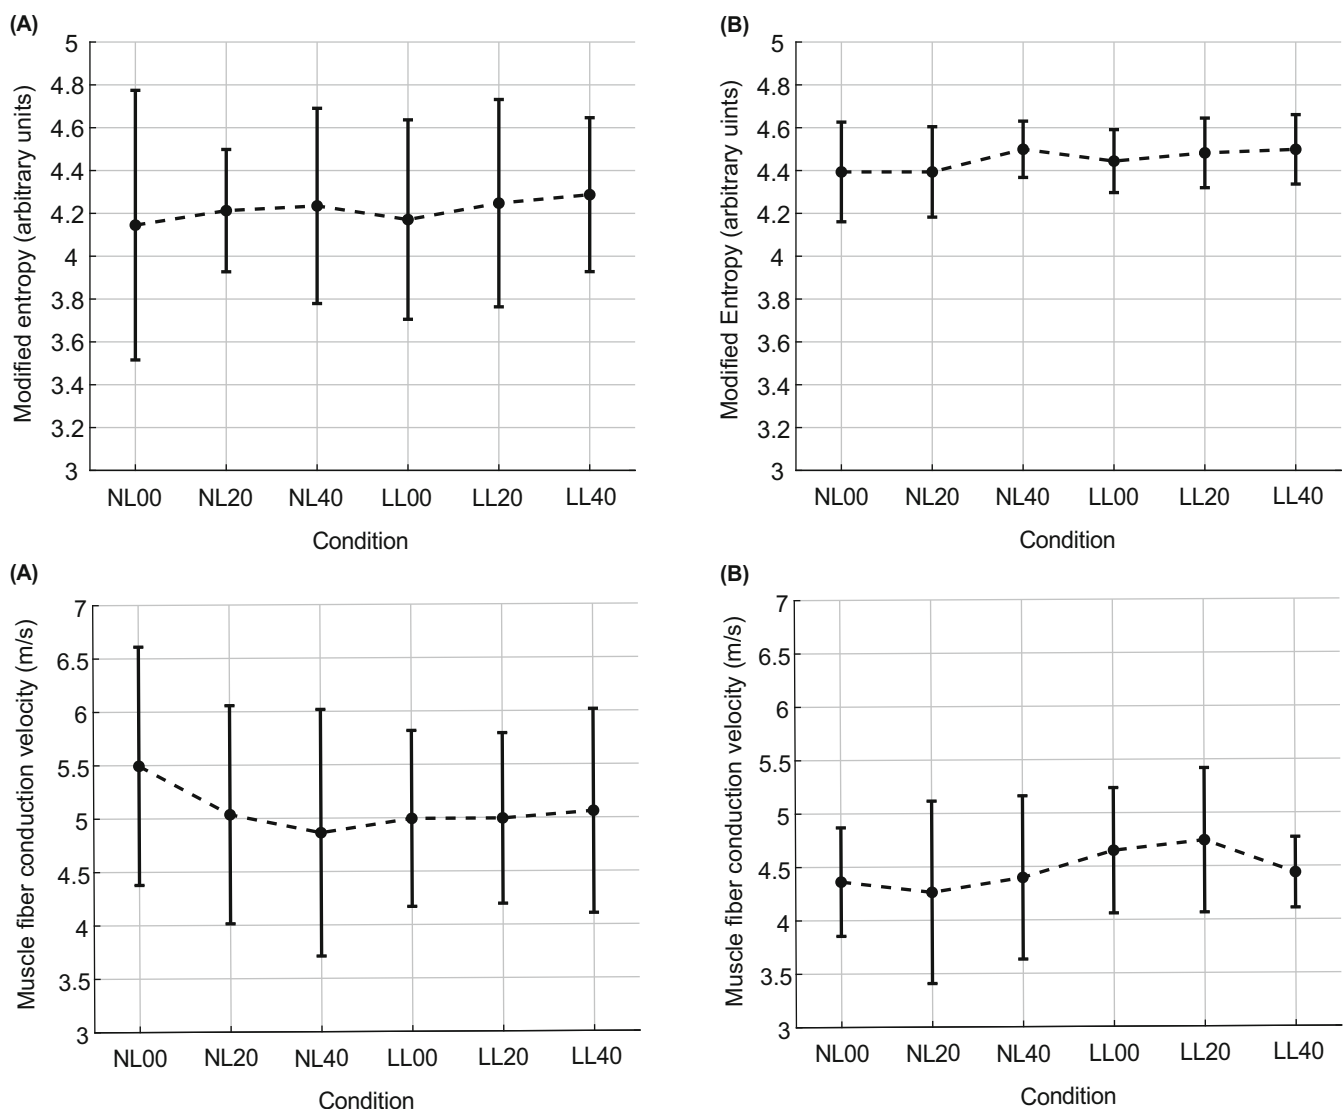 (A)
Modified entropy (arbitrary units)
5
4.8
4.6
4.4
4.2
4
3.8
3.6
3.4
3.2
3
NL00 NL20 NL40 LL00 LL20 LL40
Condition
(B)
Modified Entropy (arbitrary uints)
5
4.8
4.6
4.4
4.2
4
3.8
3.6
3.4
3.2
3
NL00 NL20 NL40 LL00 LL20 LL40
Condition
(A)
Muscle fiber conduction velocity (m/s)
7
6.5
6
5.5
5
4.5
4
3.5
3
NL00 NL20 NL40 LL00 LL20 LL40
Condition
(B)
Muscle fiber conduction velocity (m/s)
7
6.5
6
5.5
5
4.5
4
3.5
3
NL00 NL20 NL40 LL00 LL20 LL40
Condition